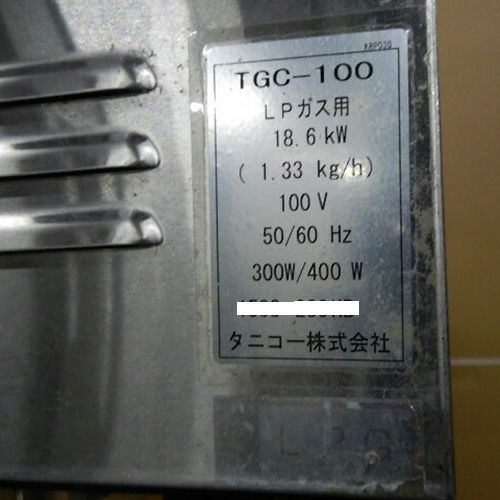 KRP030
TGC-100
LPガス用
18.6 kW
( 1.33 kg/h)
100 V
50/60 Hz
300W/400 W
タニコー株式会社
LPG